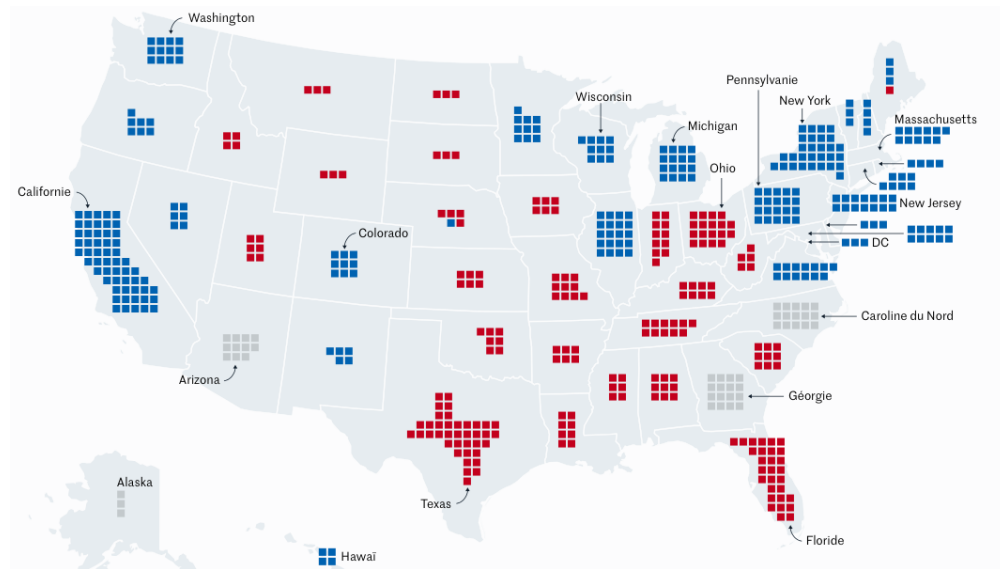 Washington
Pennsylvanie
Wisconsin
New York
Massachusetts
Michigan
Ohio
Californie
New Jersey
Colorado
DC
Caroline du Nord
Arizona
Géorgie
Alaska
Texas
Floride
Hawaï